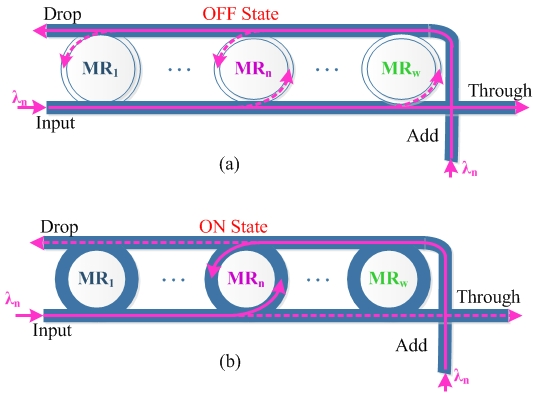 Drop OFF State
MR1 ... MRn ... MRw
Through
λn
Input
Add
(a)
λn
Drop ON State
MR1 ... MRn ... MRw
λn
Through
Input
Add
(b)
λn